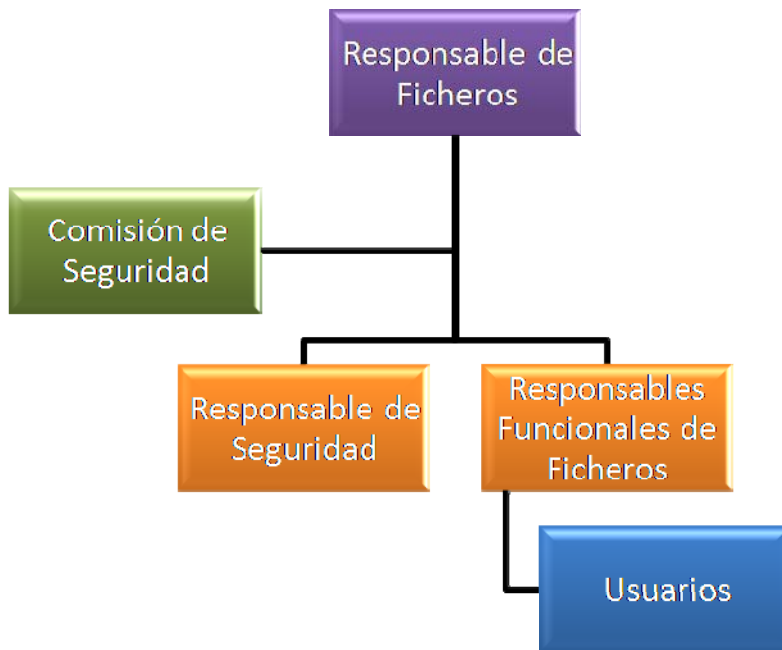 Responsable de
Ficheros
Comisión de
Seguridad
Responsable de
Seguridad
Responsables
Funcionales de
Ficheros
Usuarios